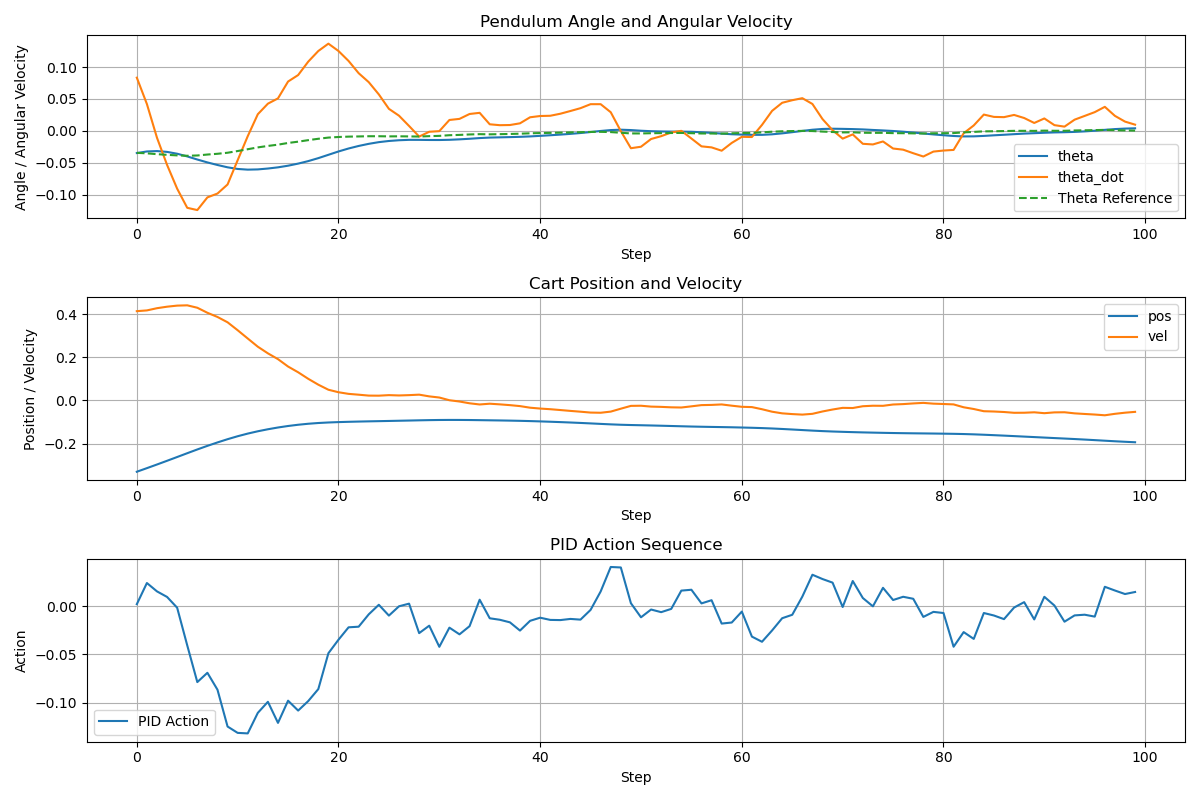 Pendulum Angle and Angular Velocity
Angle / Angular Velocity
0.10
0.05
0.00
−0.05
−0.10
theta
theta_dot
Theta Reference
0 20 40 60 80 100
Step
Cart Position and Velocity
Position / Velocity
0.4
0.2
0.0
−0.2
pos
vel
0 20 40 60 80 100
Step
PID Action Sequence
Action
0.00
−0.05
−0.10
PID Action
0 20 40 60 80 100
Step